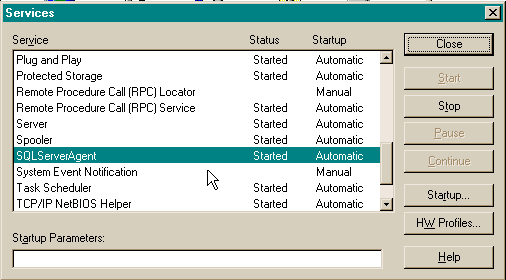 Services
Service Status Startup
Plug and Play Started Automatic
Protected Storage Started Automatic
Remote Procedure Call (RPC) Locator Manual
Remote Procedure Call (RPC) Service Started Automatic
Server Started Automatic
Spooler Started Automatic
SQLServerAgent Started Automatic
System Event Notification Manual
Task Scheduler Started Automatic
TCP/IP NetBIOS Helper Started Automatic
Startup Parameters:
Close
Start
Stop
Pause
Continue
Startup...
HW Profiles...
Help